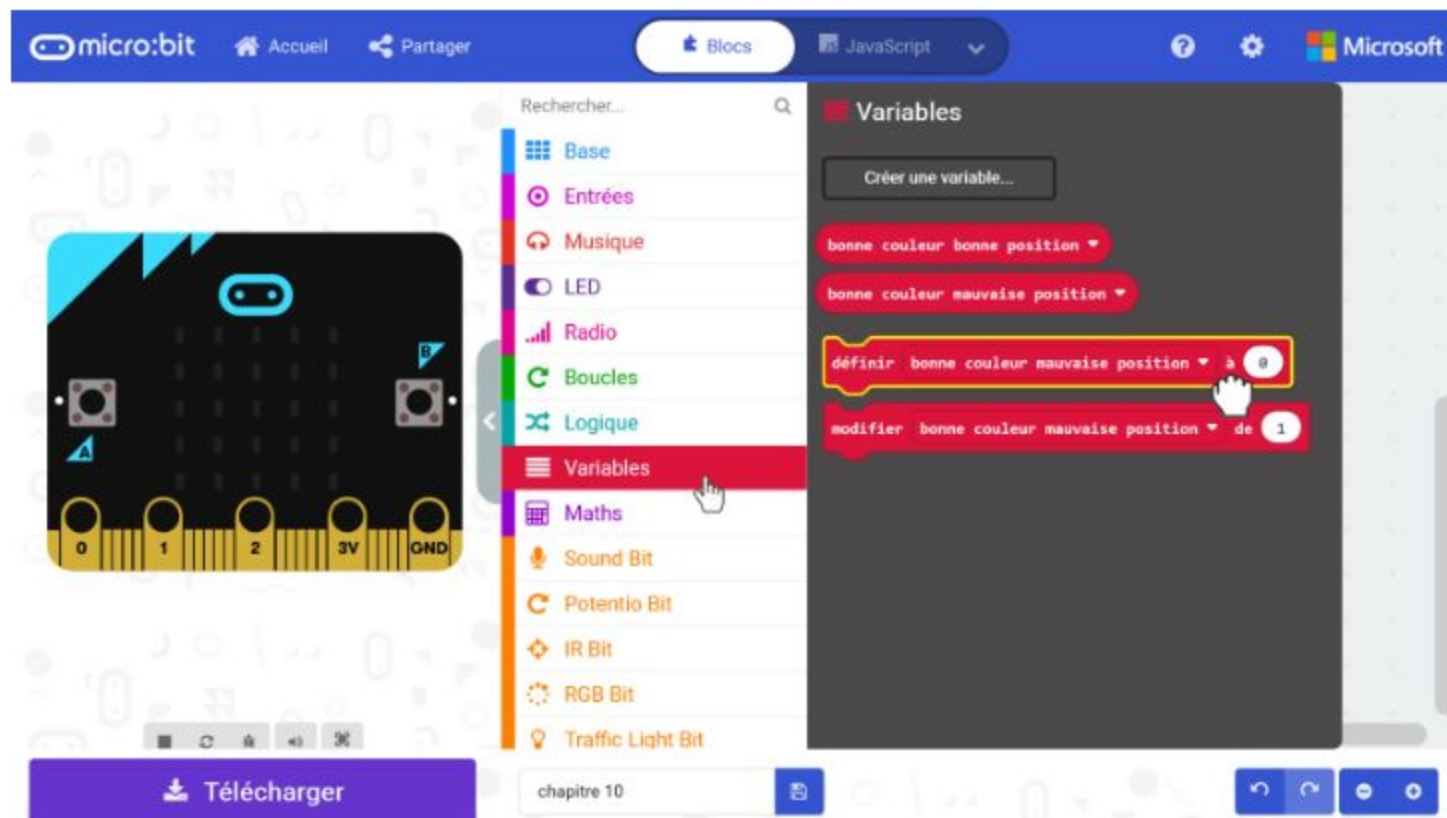 micro:bit Accueil Partager Blocs JavaScript Microsoft
Rechercher...
Base
Entrées
Musique
LED
Radio
Boucles
Logique
Variables
Maths
Sound Bit
Potentio Bit
IR Bit
RGB Bit
Traffic Light Bit
Variables
Créer une variable...
bonne couleur bonne position
bonne couleur mauvaise position
définir bonne couleur mauvaise position à 0
modifier bonne couleur mauvaise position de 1
B
A
0 1 2 3V GND
Télécharger
chapitre 10